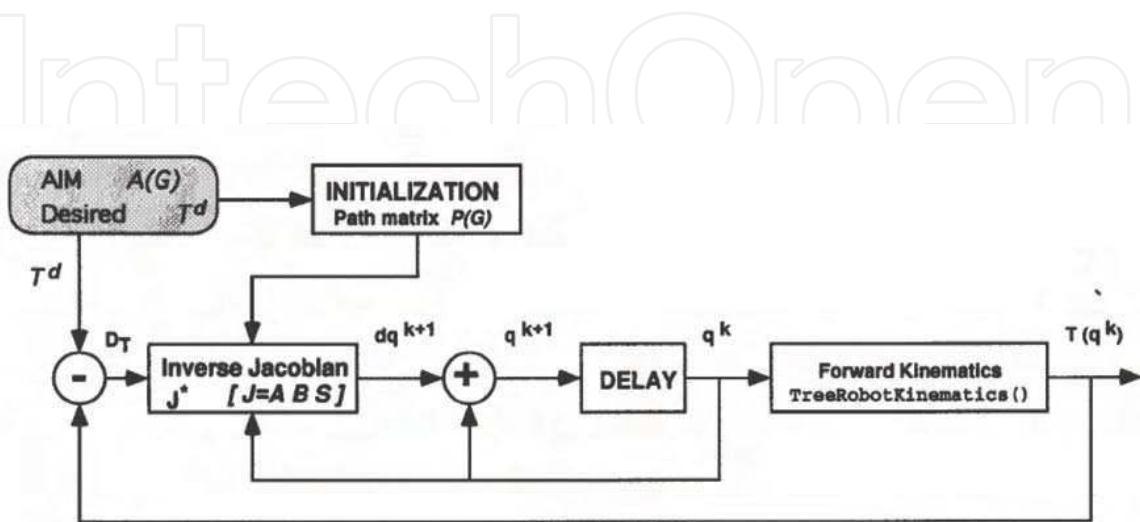 IntechOpen
AIM A(G)
Desired T^d
INITIALIZATION
Path matrix P(G)
T^d
D_T
dq^{k+1}
q^{k+1}
q^k
T(q^k)
-
Inverse Jacobian
J^* [J=A B S]
+
DELAY
Forward Kinematics
TreeRobotKinematics()